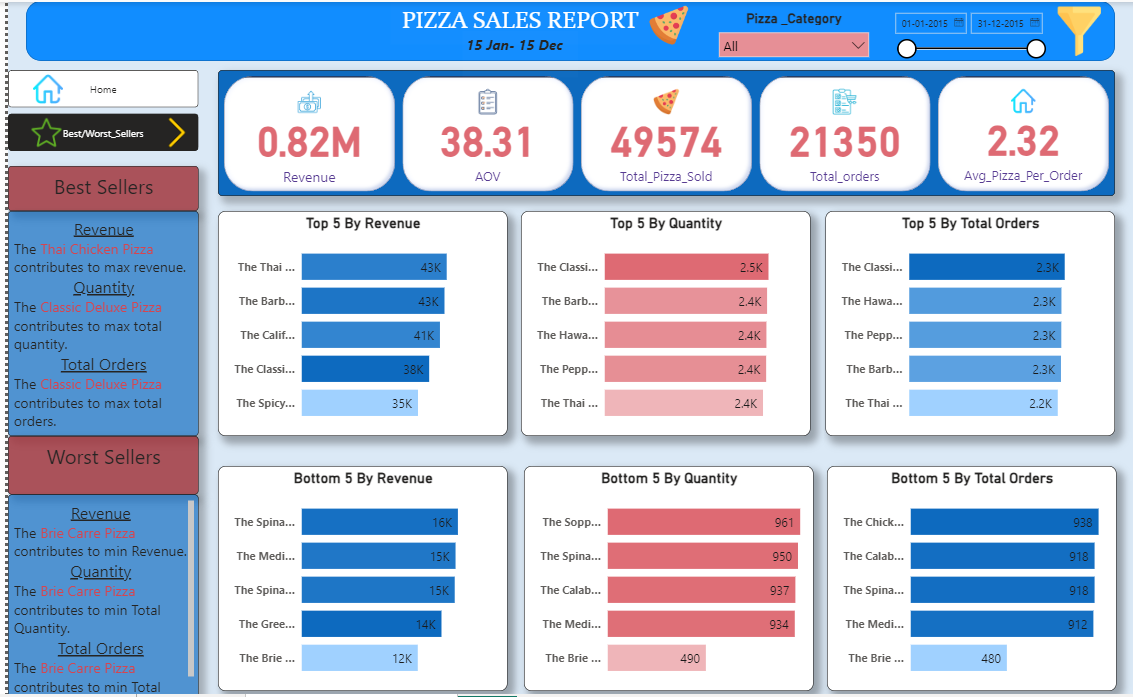 PIZZA SALES REPORT
15 Jan- 15 Dec
Pizza _Category
All
01-01-2015
31-12-2015
Home
Best/Worst_Sellers
0.82M
Revenue
38.31
AOV
49574
Total_Pizza_Sold
21350
Total_orders
2.32
Avg_Pizza_Per_Order
Best Sellers
Revenue
The Thai Chicken Pizza
contributes to max revenue.
Quantity
The Classic Deluxe Pizza
contributes to max total
quantity.
Total Orders
The Classic Deluxe Pizza
contributes to max total
orders.
Worst Sellers
Revenue
The Brie Carre Pizza
contributes to min Revenue.
Quantity
The Brie Carre Pizza
contributes to min Total
Quantity.
Total Orders
The Brie Carre Pizza
contributes to min Total
Top 5 By Revenue
The Thai ... 43K
The Barb... 43K
The Calif... 41K
The Classi... 38K
The Spicy... 35K
Top 5 By Quantity
The Classi... 2.5K
The Barb... 2.4K
The Hawa... 2.4K
The Pepp... 2.4K
The Thai ... 2.4K
Top 5 By Total Orders
The Classi... 2.3K
The Hawa... 2.3K
The Pepp... 2.3K
The Barb... 2.3K
The Thai ... 2.2K
Bottom 5 By Revenue
The Spina... 16K
The Medi... 15K
The Spina... 15K
The Gree... 14K
The Brie ... 12K
Bottom 5 By Quantity
The Sopp... 961
The Spina... 950
The Calab... 937
The Medi... 934
The Brie ... 490
Bottom 5 By Total Orders
The Chick... 938
The Calab... 918
The Spina... 918
The Medi... 912
The Brie ... 480